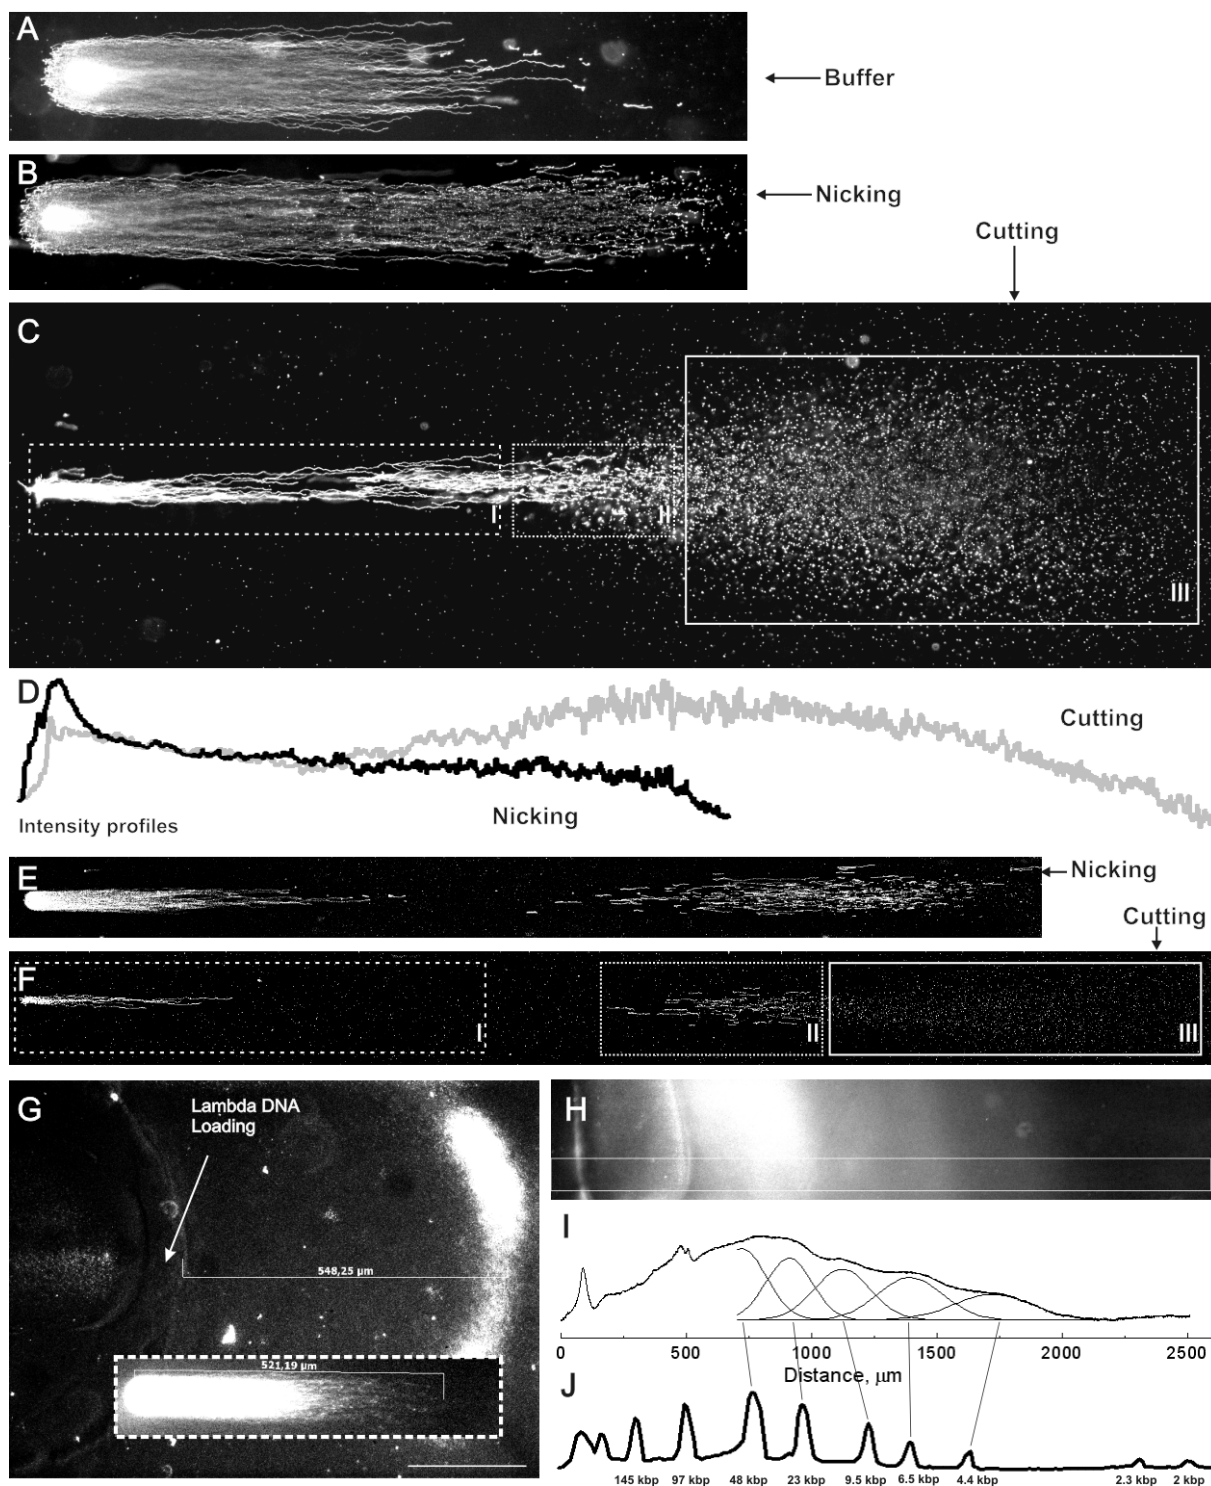 A
Buffer
B
Nicking
Cutting
C
I
II
III
D
Cutting
Nicking
Intensity profiles
E
Nicking
Cutting
F
I
II
III
G
Lambda DNA
Loading
548,25 µm
521,19 µm
H
I
0 500 1000 1500 2000 2500
Distance, µm
J
145 kbp 97 kbp 48 kbp 23 kbp 9.5 kbp 6.5 kbp 4.4 kbp 2.3 kbp 2 kbp